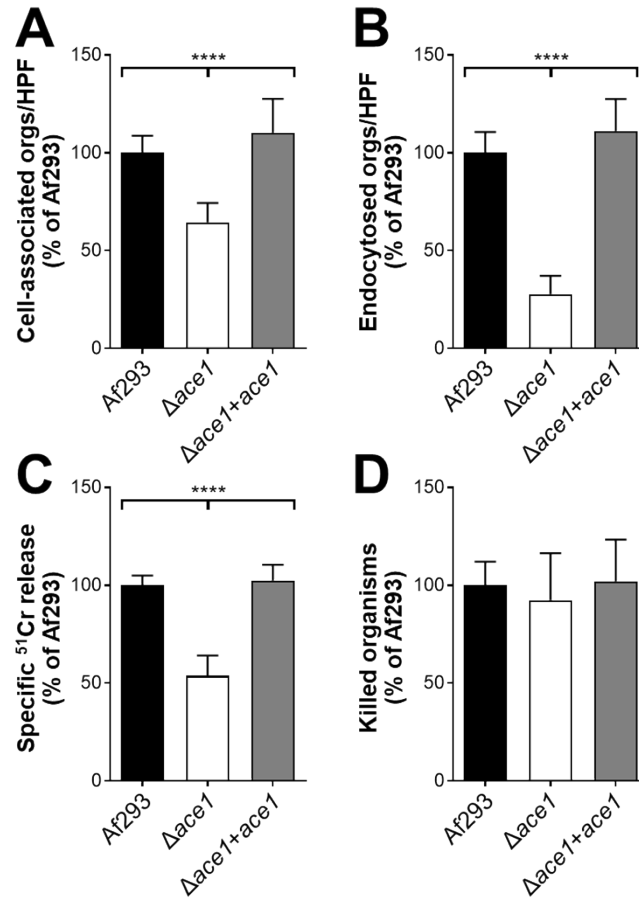 A
Cell-associated orgs/HPF
(% of Af293)
150
100
50
0
****
Af293
Δace1
Δace1+ace1
B
Endocytosed orgs/HPF
(% of Af293)
150
100
50
0
****
Af293
Δace1
Δace1+ace1
C
Specific ⁵¹Cr release
(% of Af293)
150
100
50
0
****
Af293
Δace1
Δace1+ace1
D
Killed organisms
(% of Af293)
150
100
50
0
Af293
Δace1
Δace1+ace1